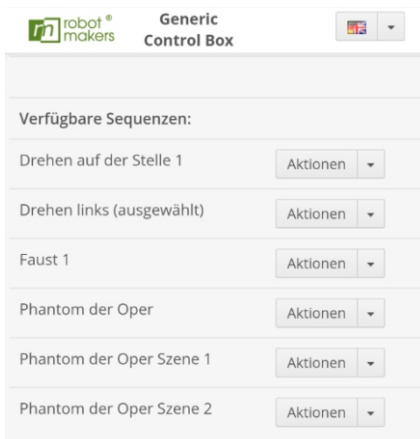 robot®
makers
Generic
Control Box
Verfügbare Sequenzen:
Drehen auf der Stelle 1 Aktionen
Drehen links (ausgewählt) Aktionen
Faust 1 Aktionen
Phantom der Oper Aktionen
Phantom der Oper Szene 1 Aktionen
Phantom der Oper Szene 2 Aktionen